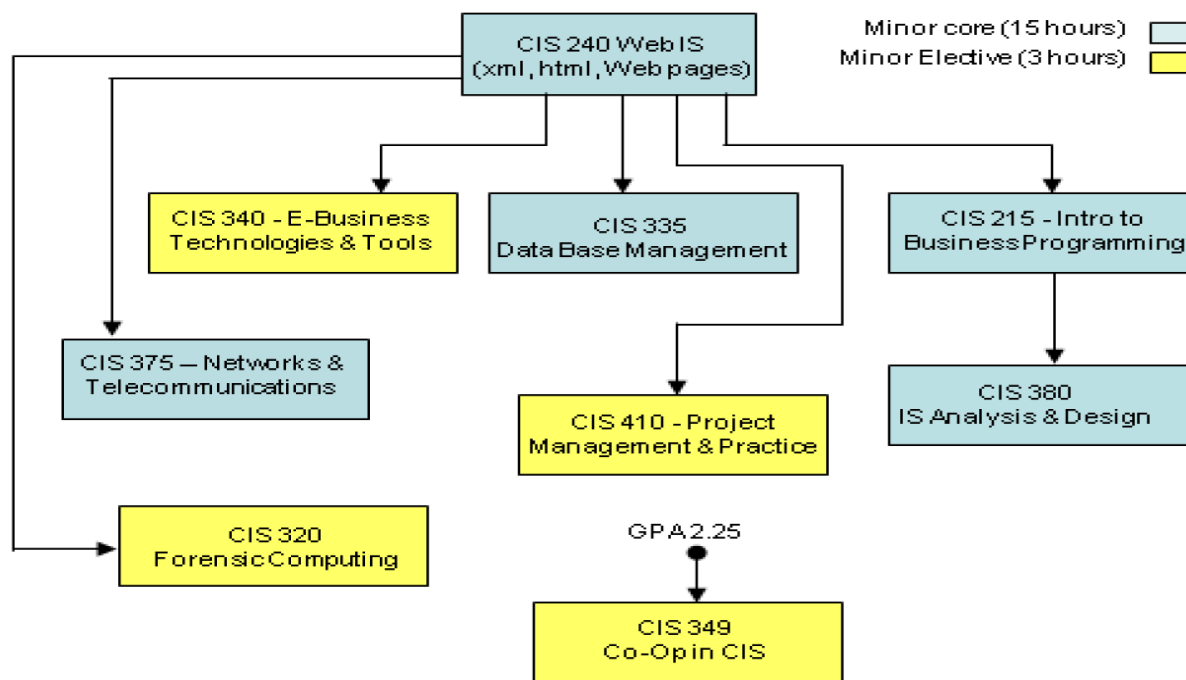 CIS 240 Web IS
(xml, html, Web pages)
Minor core (15 hours)
Minor Elective (3 hours)
CIS 340 - E-Business
Technologies & Tools
CIS 335
Data Base Management
CIS 215 - Intro to
Business Programming
CIS 375 – Networks &
Telecommunications
CIS 410 - Project
Management & Practice
CIS 380
IS Analysis & Design
CIS 320
Forensic Computing
GPA 2.25
CIS 349
Co-Op in CIS